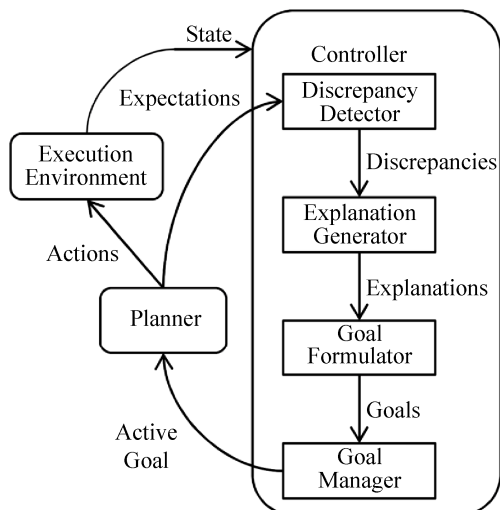 State
Controller
Expectations
Discrepancy
Detector
Execution
Environment
Discrepancies
Explanation
Generator
Actions
Explanations
Planner
Goal
Formulator
Goals
Active
Goal
Goal
Manager